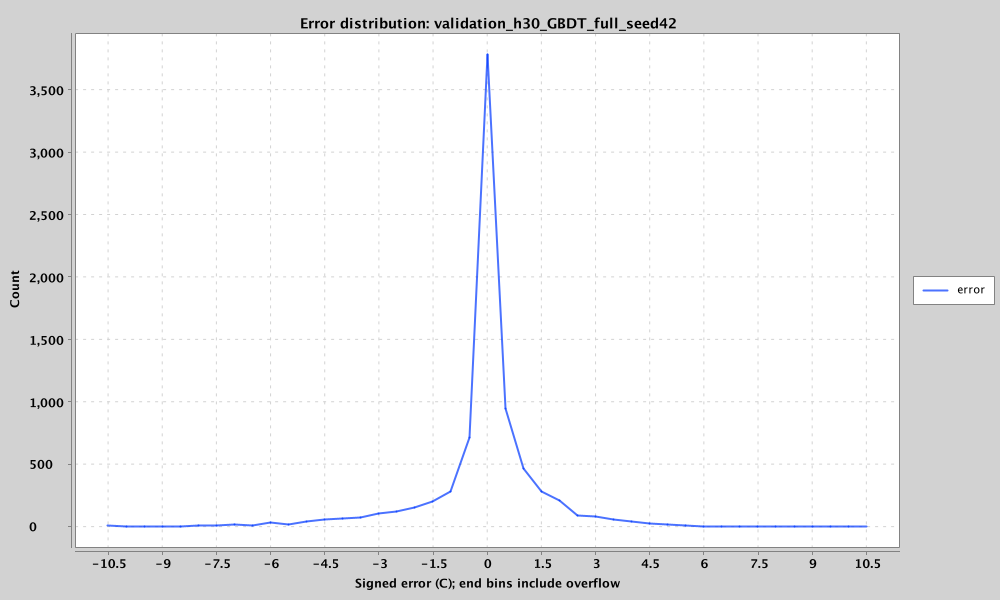 Error distribution: validation_h30_GBDT_full_seed42
3,500
3,000
2,500
2,000
1,500
1,000
500
0
Count
−10.5 −9 −7.5 −6 −4.5 −3 −1.5 0 1.5 3 4.5 6 7.5 9 10.5
Signed error (C); end bins include overflow
error